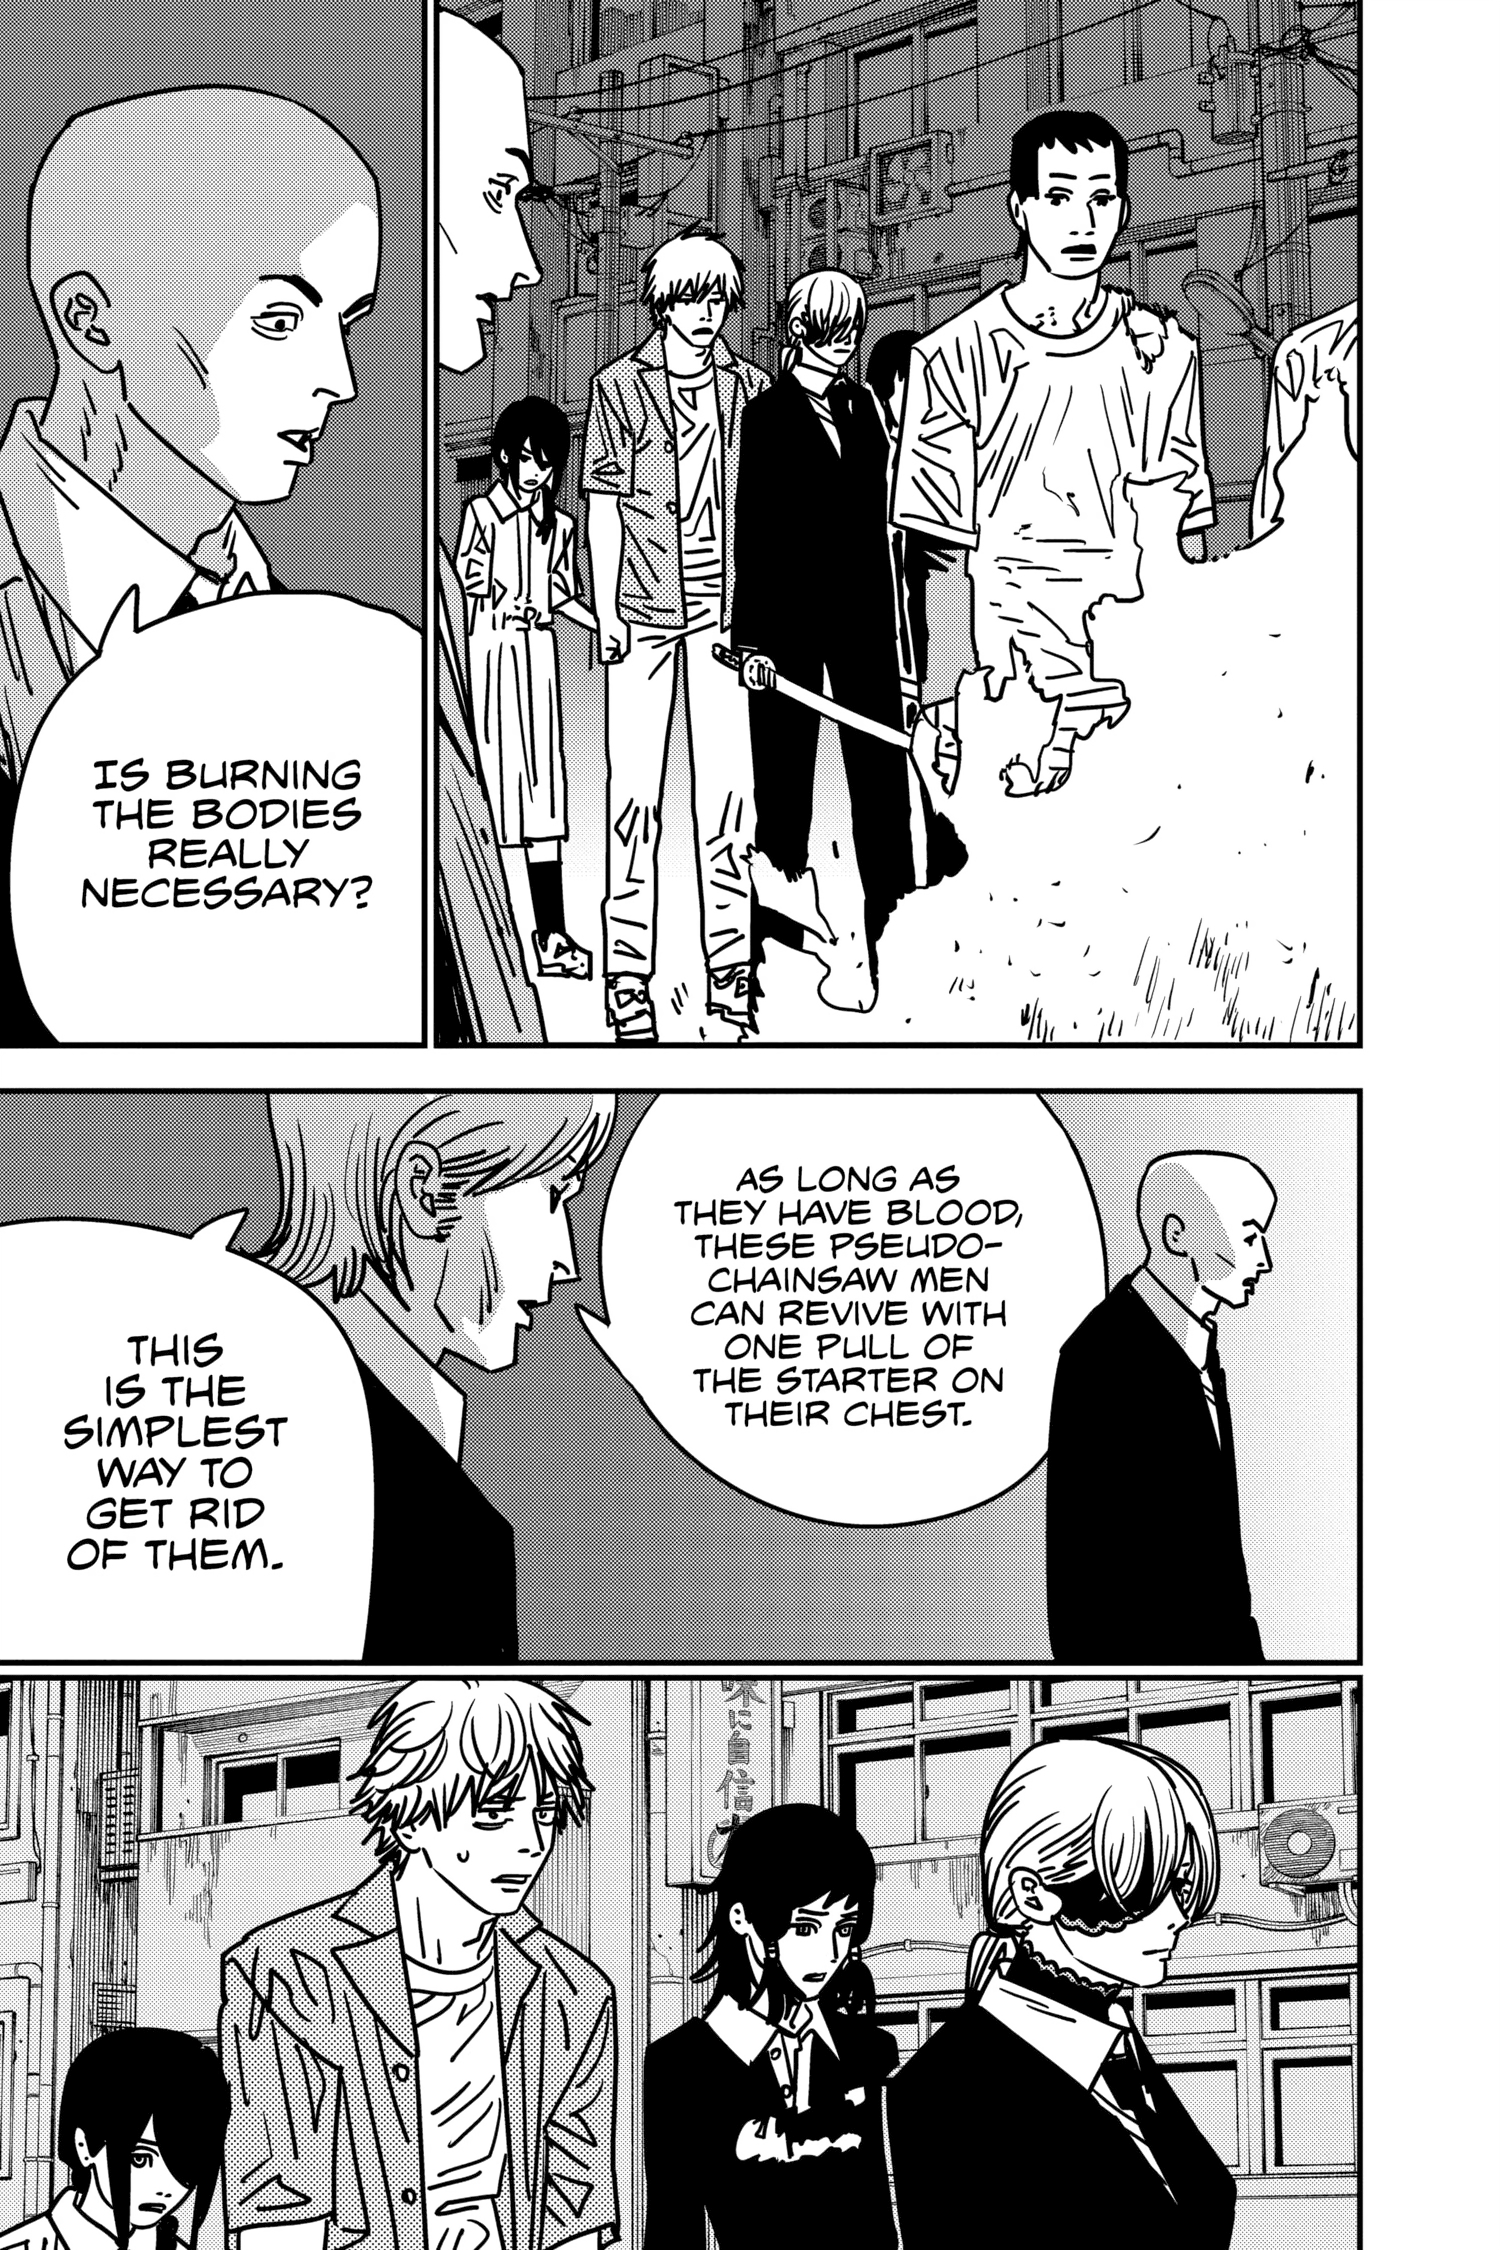 IS BURNING
THE BODIES
REALLY
NECESSARY?
AS LONG AS
THEY HAVE BLOOD,
THESE PSEUDO-
CHAINSAW MEN
CAN REVIVE WITH
ONE PULL OF
THE STARTER ON
THEIR CHEST.
THIS
IS THE
SIMPLEST
WAY TO
GET RID
OF THEM.
味に自信